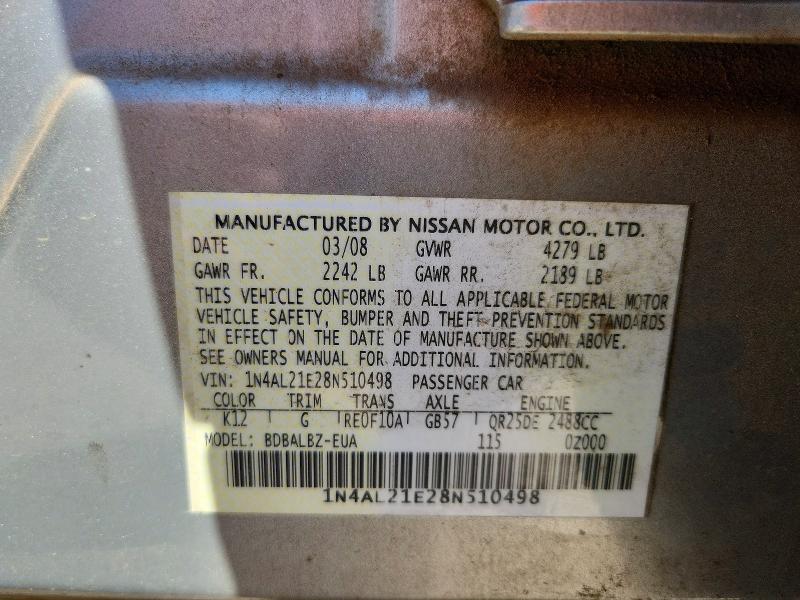 MANUFACTURED BY NISSAN MOTOR CO., LTD.
DATE 03/08 GVWR 4279 LB
GAWR FR. 2242 LB GAWR RR. 2189 LB
THIS VEHICLE CONFORMS TO ALL APPLICABLE FEDERAL MOTOR
VEHICLE SAFETY, BUMPER AND THEFT PREVENTION STANDARDS
IN EFFECT ON THE DATE OF MANUFACTURE SHOWN ABOVE.
SEE OWNERS MANUAL FOR ADDITIONAL INFORMATION.
VIN: 1N4AL21E28N510498 PASSENGER CAR
COLOR TRIM TRANS AXLE ENGINE
K12 G RE0F10A GB57 QR25DE 2488CC
MODEL: BDBALBZ-EUA 115 0Z000
1N4AL21E28N510498